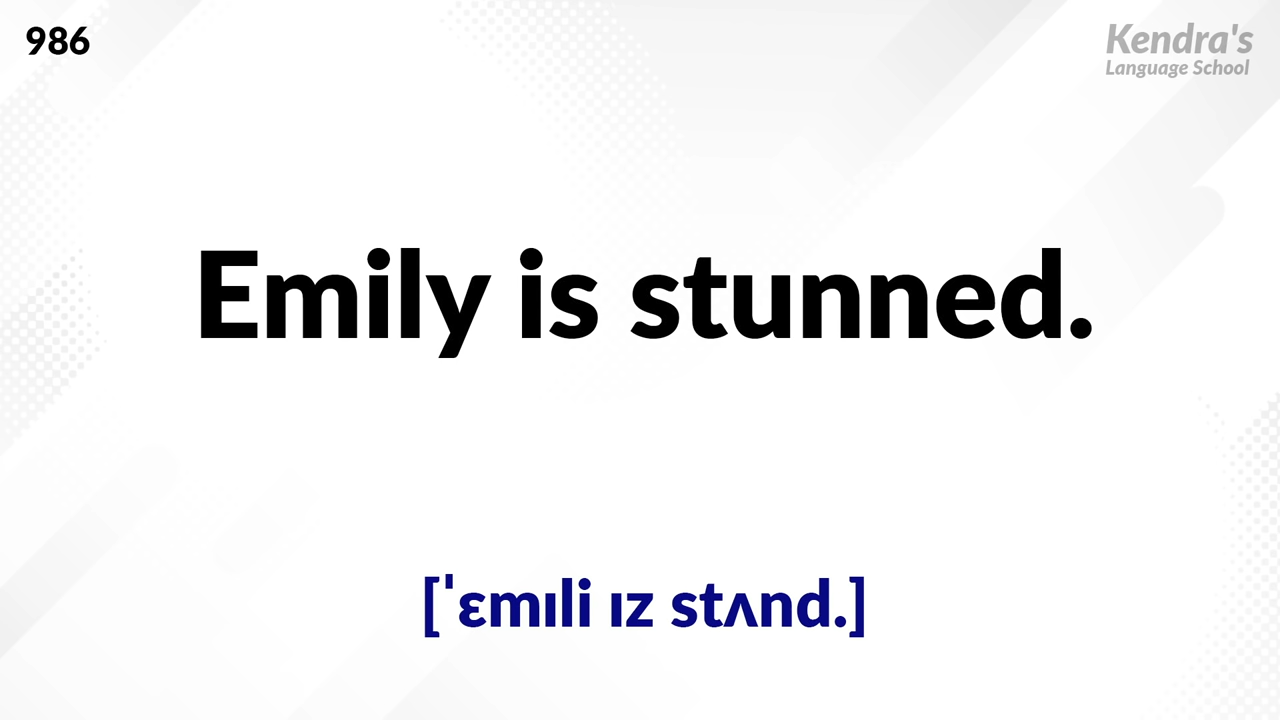 986
Kendra's
Language School
Emily is stunned.
[ˈɛmɪli ɪz stʌnd.]